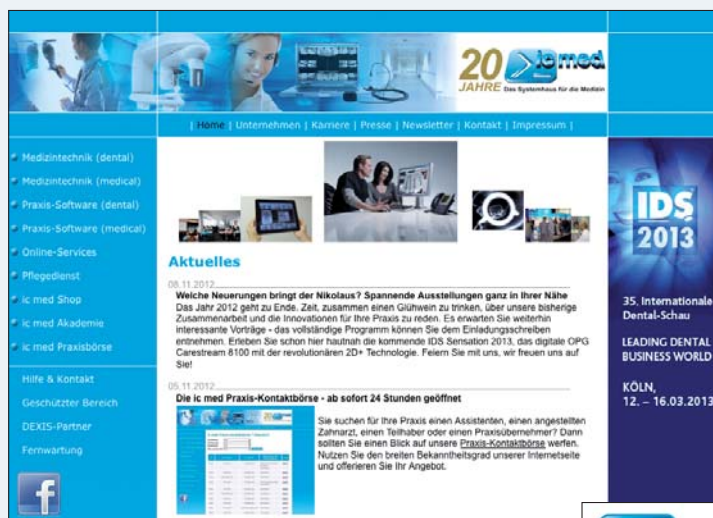 20
JAHRE
ic med
Das Systemhaus für die Medizin
| Home | Unternehmen | Karriere | Presse | Newsletter | Kontakt | Impressum |
Medizintechnik (dental)
Medizintechnik (medical)
Praxis-Software (dental)
Praxis-Software (medical)
Online-Services
Pflegedienst
ic med Shop
ic med Akademie
ic med Praxisbörse
Hilfe & Kontakt
Geschützter Bereich
DEXIS-Partner
Fernwartung
f
Aktuelles
08.11.2012
Welche Neuerungen bringt der Nikolaus? Spannende Ausstellungen ganz in Ihrer Nähe
Das Jahr 2012 geht zu Ende. Zeit, zusammen einen Glühwein zu trinken, über unsere bisherige
Zusammenarbeit und die Innovationen für Ihre Praxis zu reden. Es erwarten Sie weiterhin
interessante Vorträge - das vollständige Programm können Sie dem Einladungsschreiben
entnehmen. Erleben Sie schon hier hautnah die kommende IDS Sensation 2013, das digitale OPG
Carestream 8100 mit der revolutionären 2D+ Technologie. Feiern Sie mit uns, wir freuen uns auf
Sie!
05.11.2012
Die ic med Praxis-Kontaktbörse - ab sofort 24 Stunden geöffnet
Sie suchen für Ihre Praxis einen Assistenten, einen angestellten
Zahnarzt, einen Teilhaber oder einen Praxisübernehmer? Dann
sollten Sie einen Blick auf unsere Praxis-Kontaktbörse werfen.
Nutzen Sie den breiten Bekanntheitsgrad unserer Internetseite
und offerieren Sie Ihr Angebot.
IDS
2013
35. Internationale
Dental-Schau
LEADING DENTAL
BUSINESS WORLD
KÖLN,
12. – 16.03.2013